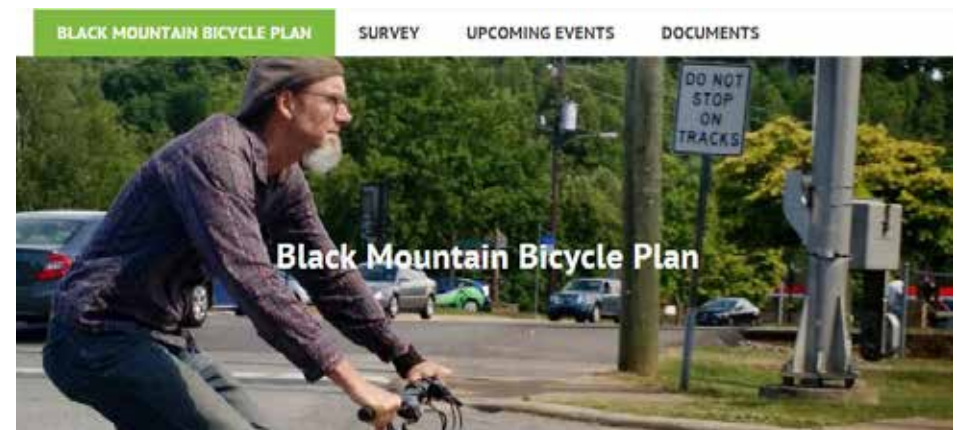 BLACK MOUNTAIN BICYCLE PLAN SURVEY UPCOMING EVENTS DOCUMENTS
DO NOT
STOP
ON
TRACKS
Black Mountain Bicycle Plan